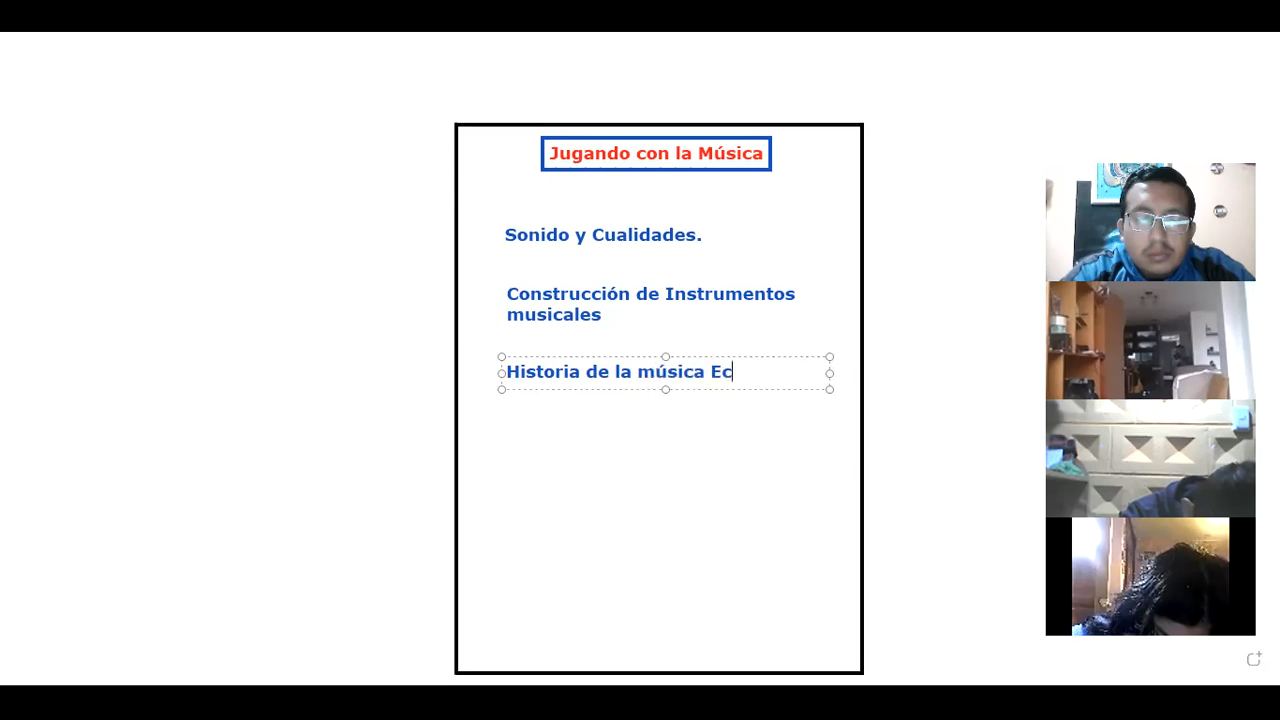 Jugando con la Música
Sonido y Cualidades.
Construcción de Instrumentos
musicales
Historia de la música Ec